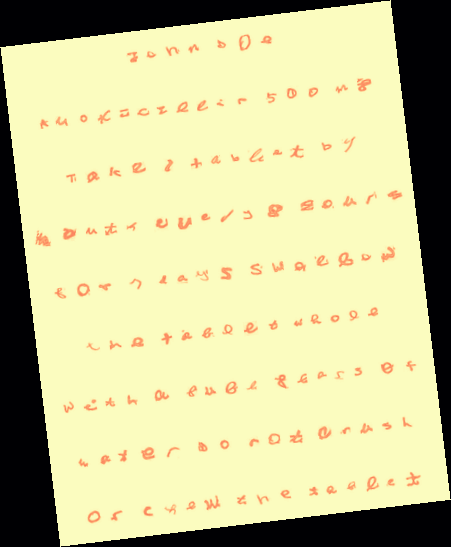 John DOe
AMOXICILLin 500 mg
Take 1 tablet by
mouth every 8 hours
for 7 days swallow
the tablet whole
with a full glass of
water Do not crush
or chew the tablet